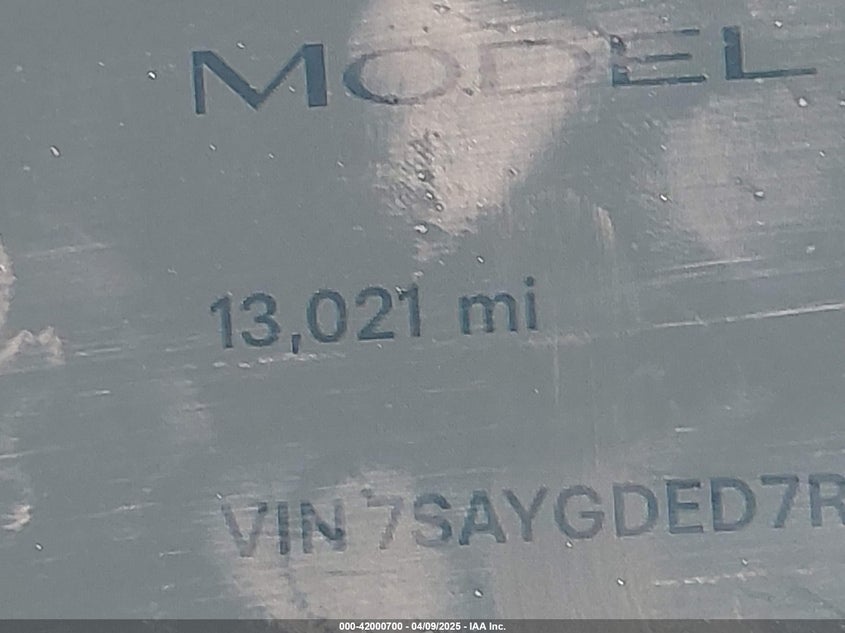 MODEL
13,021 mi
VIN 7SAYGDED7R
000-42000700 - 04/09/2025 - IAA Inc.